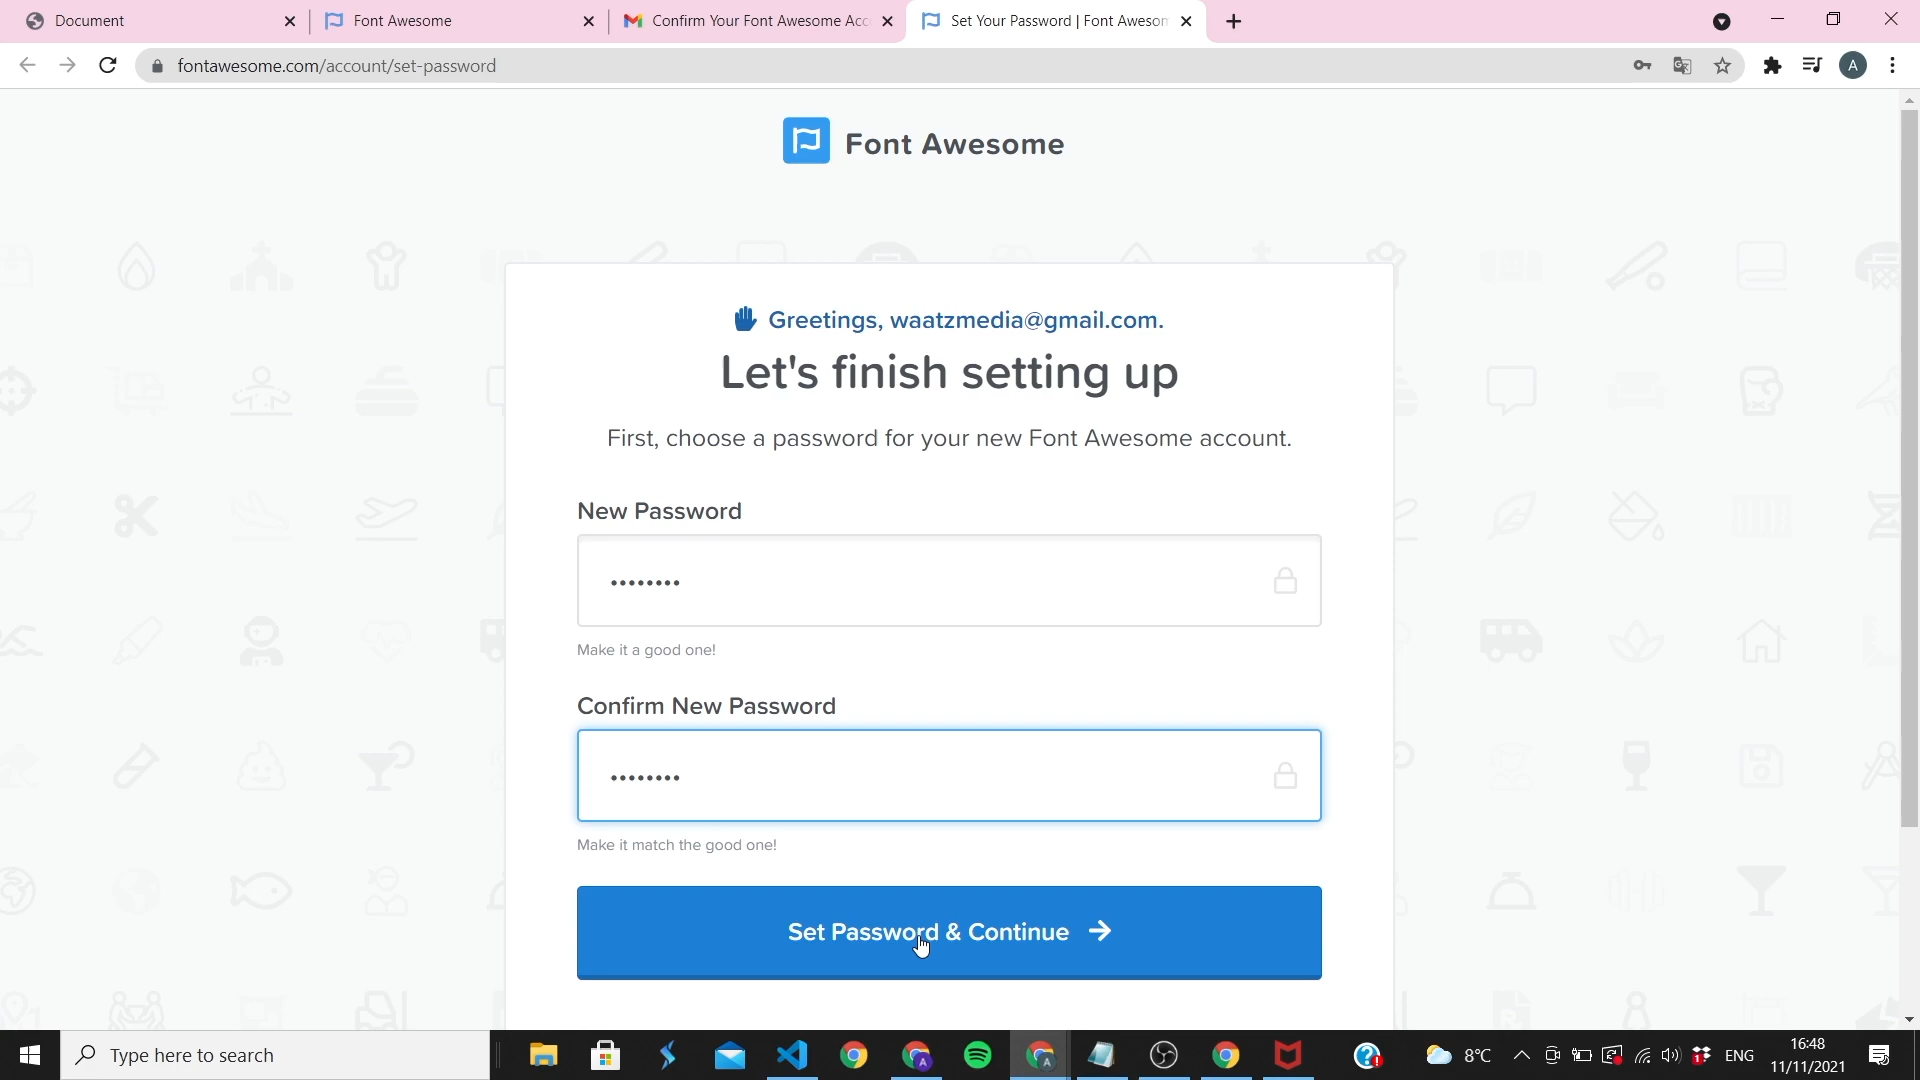 Document
Font Awesome
Confirm Your Font Awesome Acc
Set Your Password | Font Awesom
fontawesome.com/account/set-password
A
Font Awesome
Greetings, waatzmedia@gmail.com.
Let's finish setting up
First, choose a password for your new Font Awesome account.
New Password
••••••••
Make it a good one!
Confirm New Password
••••••••
Make it match the good one!
Set Password & Continue
Type here to search
8°C
ENG
16:48
11/11/2021